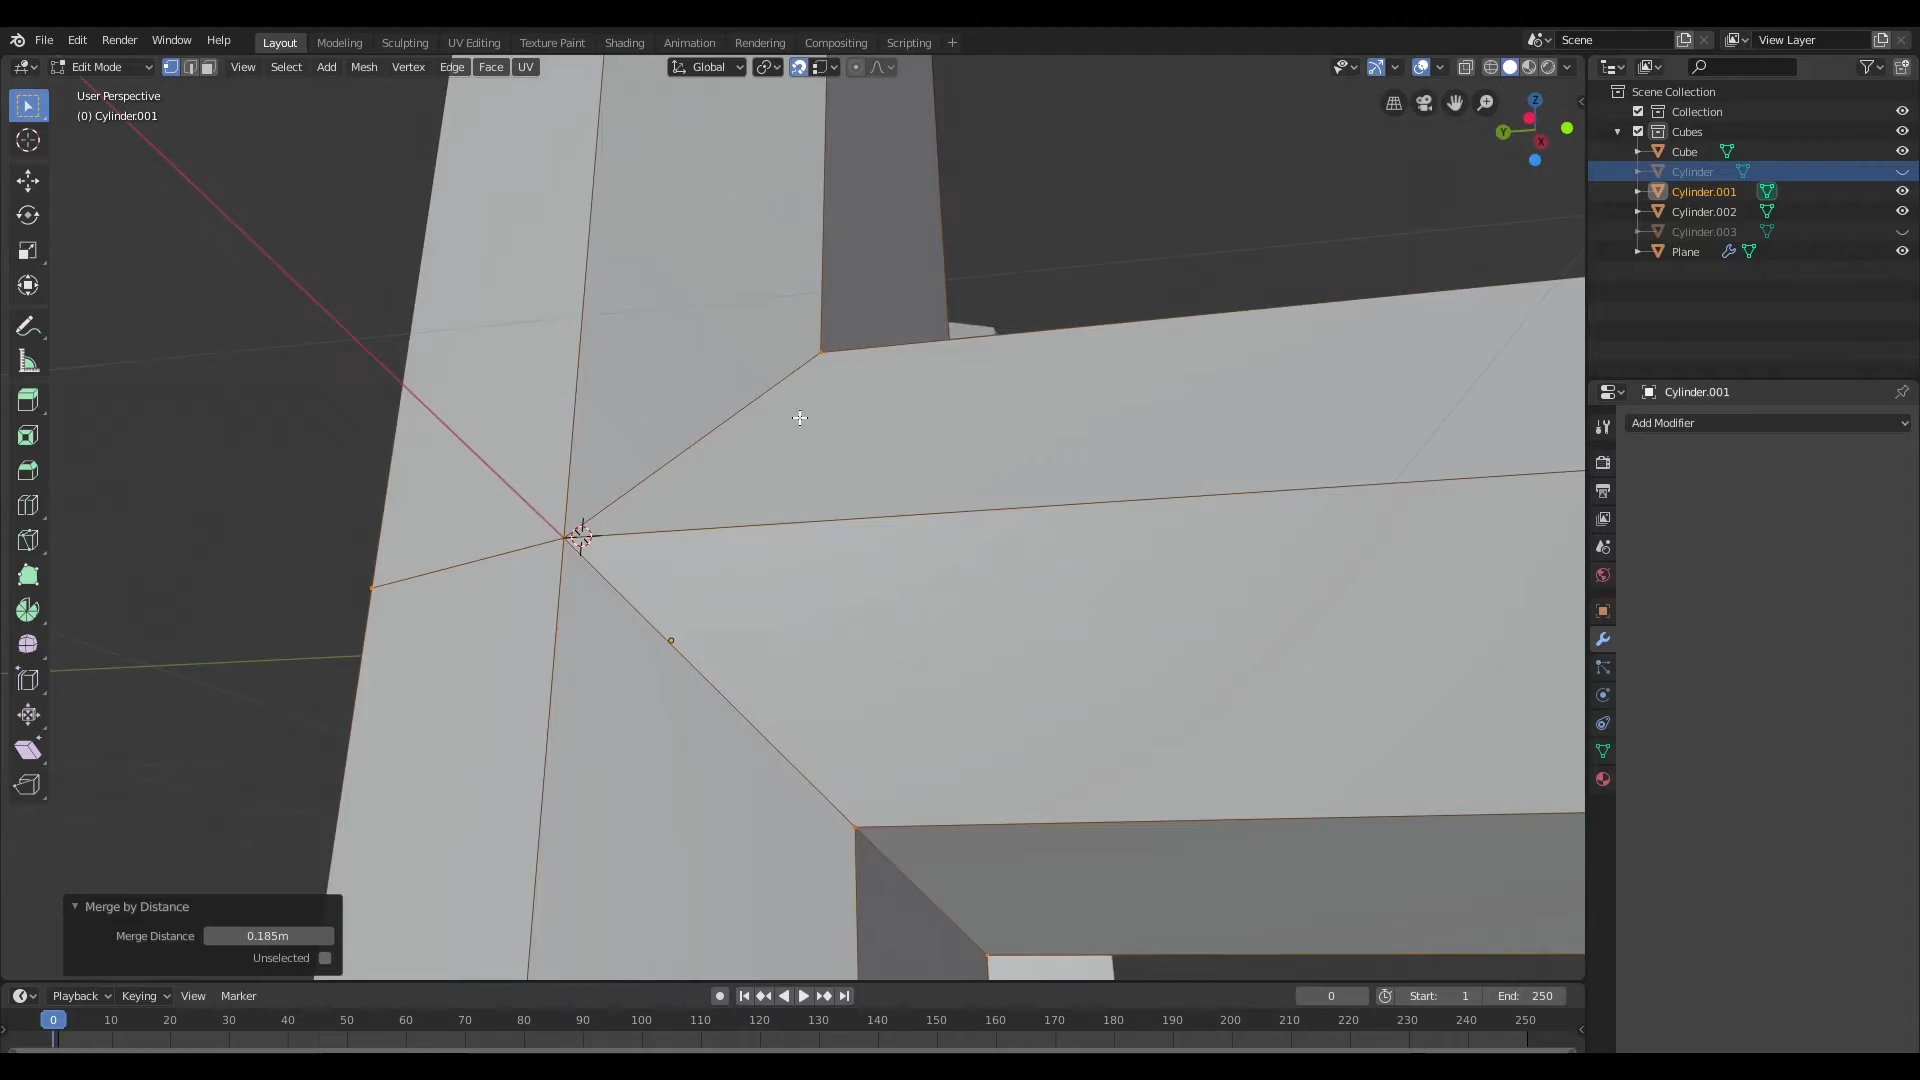 File Edit Render Window Help Layout Modeling Sculpting UV Editing Texture Paint Shading Animation Rendering Compositing Scripting + Scene View Layer
Edit Mode View Select Add Mesh Vertex Edge Face UV Global
User Perspective
(0) Cylinder.001
Z
Y
X
Scene Collection
Collection
Cubes
Cube
Cylinder
Cylinder.001
Cylinder.002
Cylinder.003
Plane
Cylinder.001
Add Modifier
Merge by Distance
Merge Distance 0.185m
Unselected
Playback Keying View Marker 0 Start: 1 End: 250
0 10 20 30 40 50 60 70 80 90 100 110 120 130 140 150 160 170 180 190 200 210 220 230 240 250